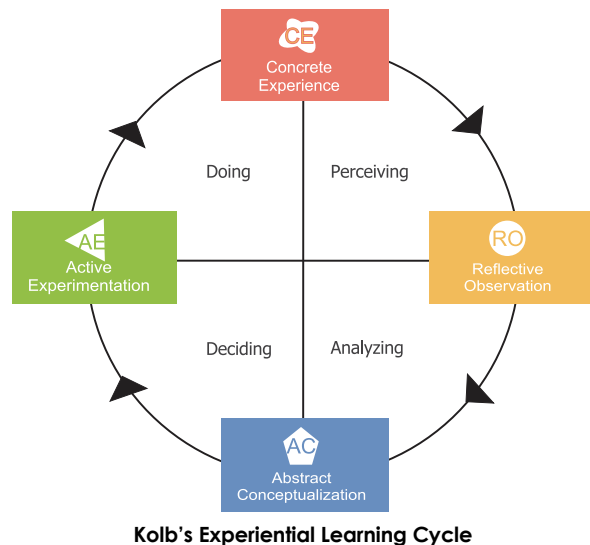 CE
Concrete
Experience
Doing
Perceiving
AE
Active
Experimentation
RO
Reflective
Observation
Deciding
Analyzing
AC
Abstract
Conceptualization
Kolb's Experiential Learning Cycle